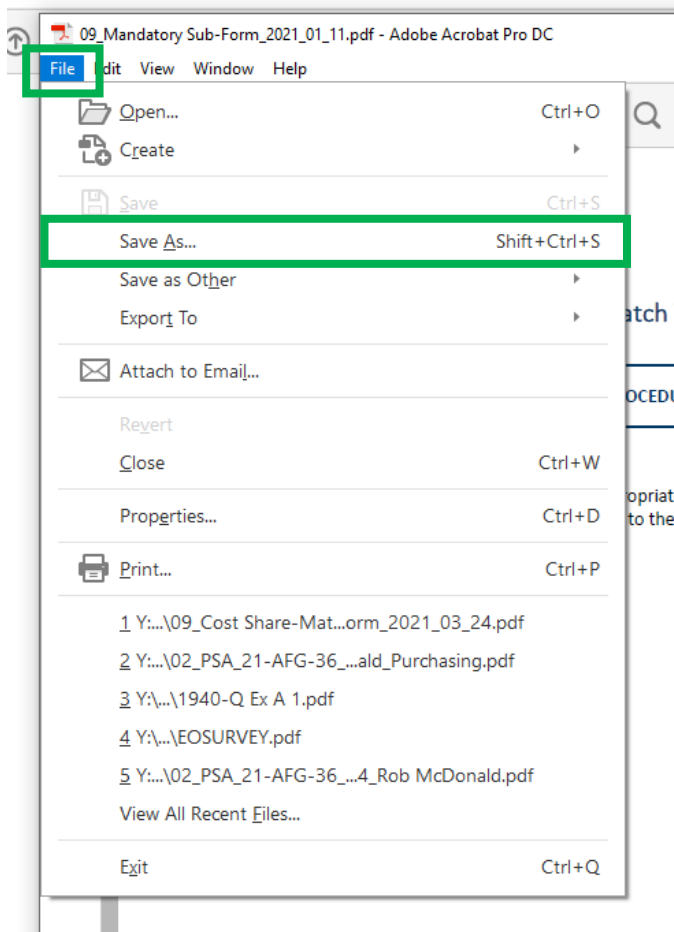 09_Mandatory Sub-Form_2021_01_11.pdf - Adobe Acrobat Pro DC
File Edit View Window Help
Open... Ctrl+O
Create
Save Ctrl+S
Save As... Shift+Ctrl+S
Save as Other
Export To
atch
Attach to Email...
OCEDU
Revert
Close Ctrl+W
opriat
Properties... Ctrl+D
to the
Print... Ctrl+P
1 Y:...\09_Cost Share-Mat...orm_2021_03_24.pdf
2 Y:...\02_PSA_21-AFG-36_...ald_Purchasing.pdf
3 Y:\...\1940-Q Ex A 1.pdf
4 Y:\...\EOSURVEY.pdf
5 Y:...\02_PSA_21-AFG-36_...4_Rob McDonald.pdf
View All Recent Files...
Exit Ctrl+Q